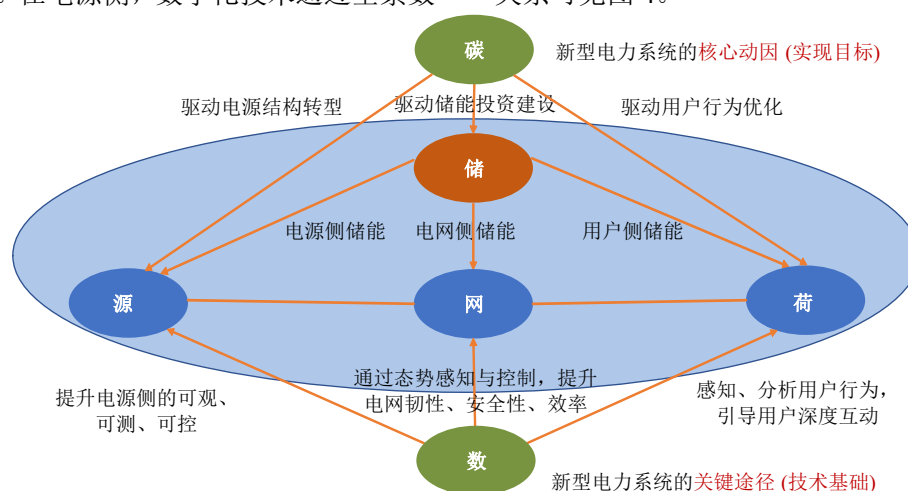 碳
新型电力系统的核心动因 (实现目标)
驱动电源结构转型
驱动储能投资建设
驱动用户行为优化
储
电源侧储能
电网侧储能
用户侧储能
源
网
荷
提升电源侧的可观、
可测、可控
通过态势感知与控制，提升
电网韧性、安全性、效率
感知、分析用户行为，
引导用户深度互动
数
新型电力系统的关键途径 (技术基础)